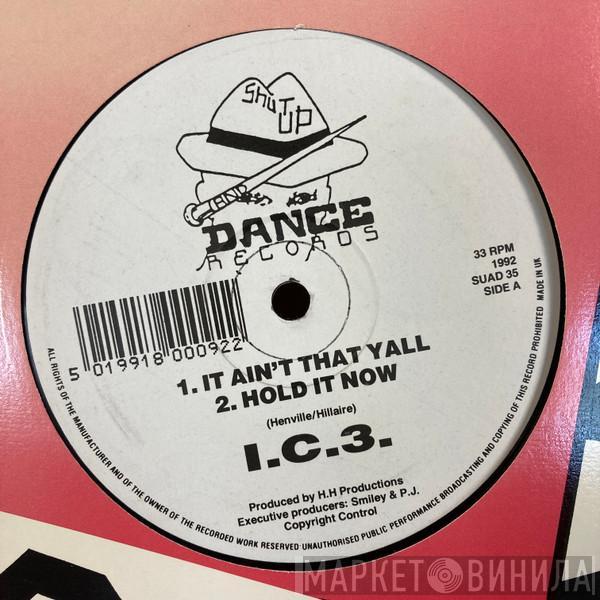 Shut
UP
AND
DANCE
RECORDS
33 RPM
1992
SUAD 35
SIDE A
5 019918 000922
1. IT AIN'T THAT YALL
2. HOLD IT NOW
(Henville/Hillaire)
I.C.3.
Produced by H.H Productions
Executive producers: Smiley & P.J.
Copyright Control
ALL RIGHTS OF THE MANUFACTURER AND OF THE OWNER OF THE RECORDED WORK RESERVED·UNAUTHORISED PUBLIC PERFORMANCE BROADCASTING AND COPYING OF THIS RECORD PROHIBITED MADE IN UK
МАРКЕТ ВИНИЛА